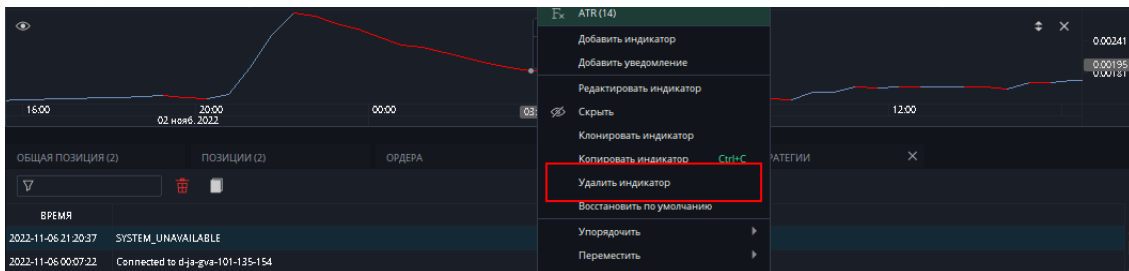 Fx ATR (14)
Добавить индикатор
0.00241
Добавить уведомление
0.00195
0.00181
Редактировать индикатор
16:00 20:00 00:00 03: Скрыть 12:00
02 нояб. 2022
Клонировать индикатор
ОБЩАЯ ПОЗИЦИЯ (2) ПОЗИЦИИ (2) ОРДЕРА Копировать индикатор Ctrl+C РАТЕГИИ
Удалить индикатор
Восстановить по умолчанию
ВРЕМЯ
2022-11-06 21:20:37 SYSTEM_UNAVAILABLE Упорядочить
2022-11-06 00:07:22 Connected to d-ja-gva-101-135-154 Переместить